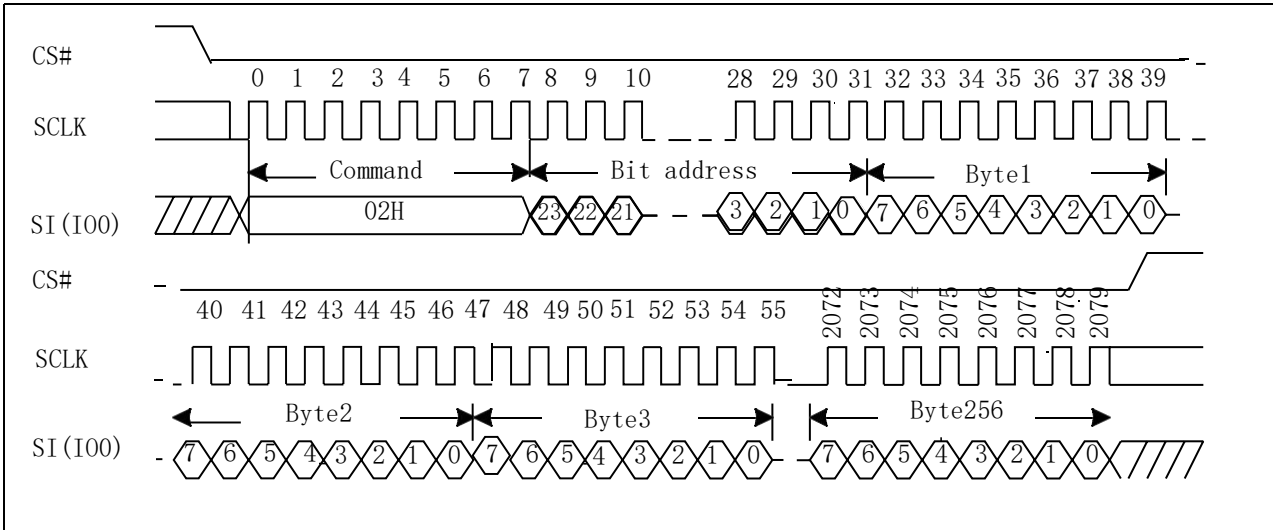 CS#
0 1 2 3 4 5 6 7 8 9 10 28 29 30 31 32 33 34 35 36 37 38 39
SCLK
Command Bit address Byte1
SI(IO0) 02H 23 22 21 3 2 1 0 7 6 5 4 3 2 1 0
CS#
40 41 42 43 44 45 46 47 48 49 50 51 52 53 54 55 2072 2073 2074 2075 2076 2077 2078 2079
SCLK
Byte2 Byte3 Byte256
SI(IO0) 7 6 5 4 3 2 1 0 7 6 5 4 3 2 1 0 7 6 5 4 3 2 1 0